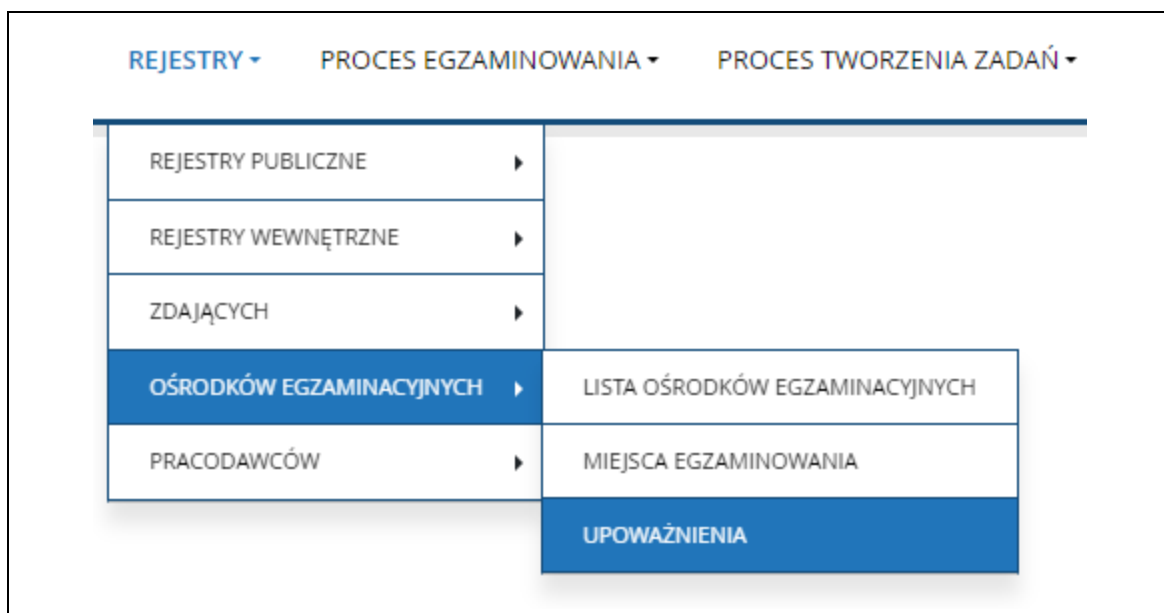 REJESTRY PROCES EGZAMINOWANIA PROCES TWORZENIA ZADAŃ
REJESTRY PUBLICZNE
REJESTRY WEWNĘTRZNE
ZDAJĄCYCH
OŚRODKÓW EGZAMINACYJNYCH
LISTA OŚRODKÓW EGZAMINACYJNYCH
PRACODAWCÓW
MIEJSCA EGZAMINOWANIA
UPOWAŻNIENIA